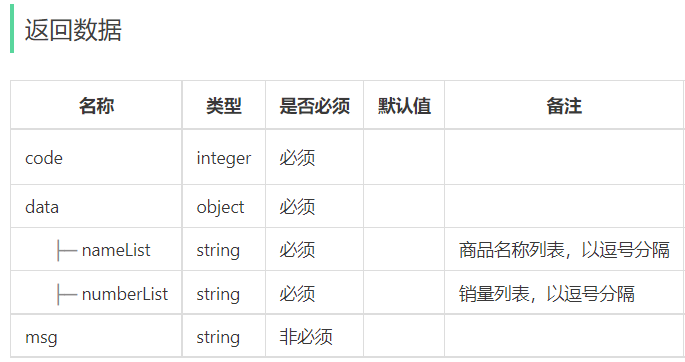 返回数据
名称 类型 是否必须 默认值 备注
code integer 必须
data object 必须
├─ nameList string 必须 商品名称列表，以逗号分隔
├─ numberList string 必须 销量列表，以逗号分隔
msg string 非必须